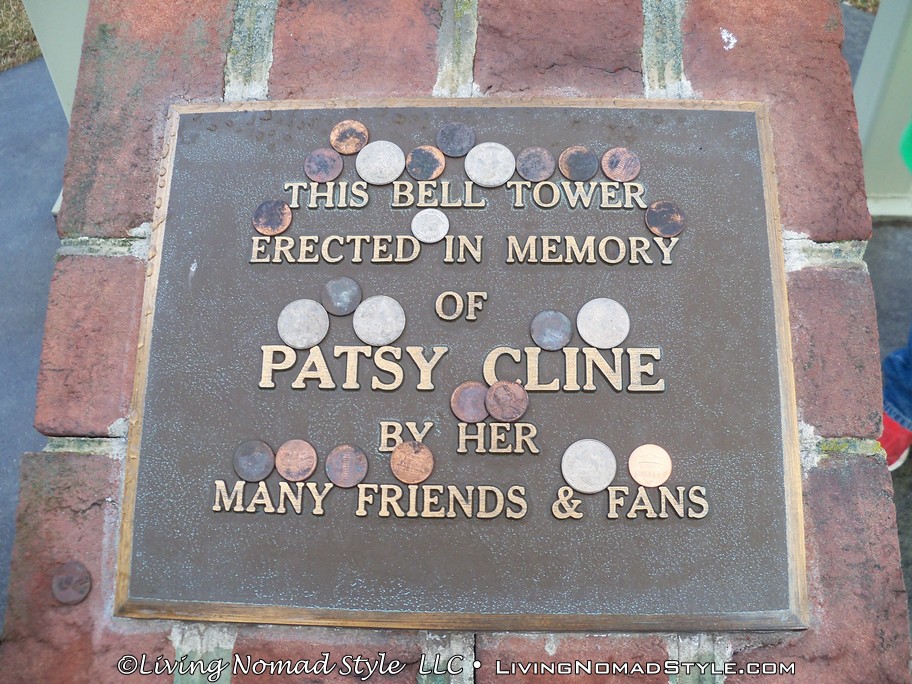 THIS BELL TOWER
ERECTED IN MEMORY
OF
PATSY CLINE
BY HER
MANY FRIENDS & FANS
©Living Nomad Style LLC • LivingNomadStyle.com